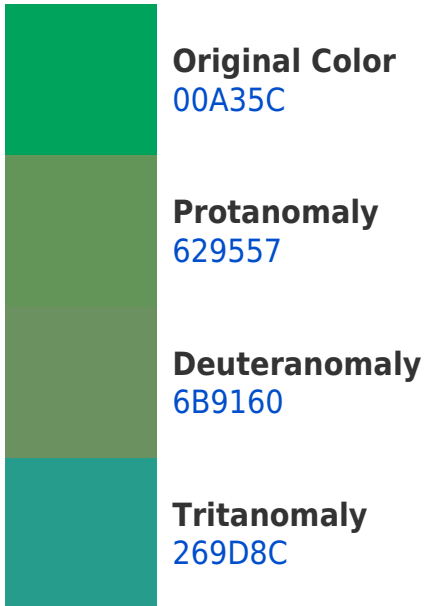 Original Color
00A35C
Protanomaly
629557
Deuteranomaly
6B9160
Tritanomaly
269D8C